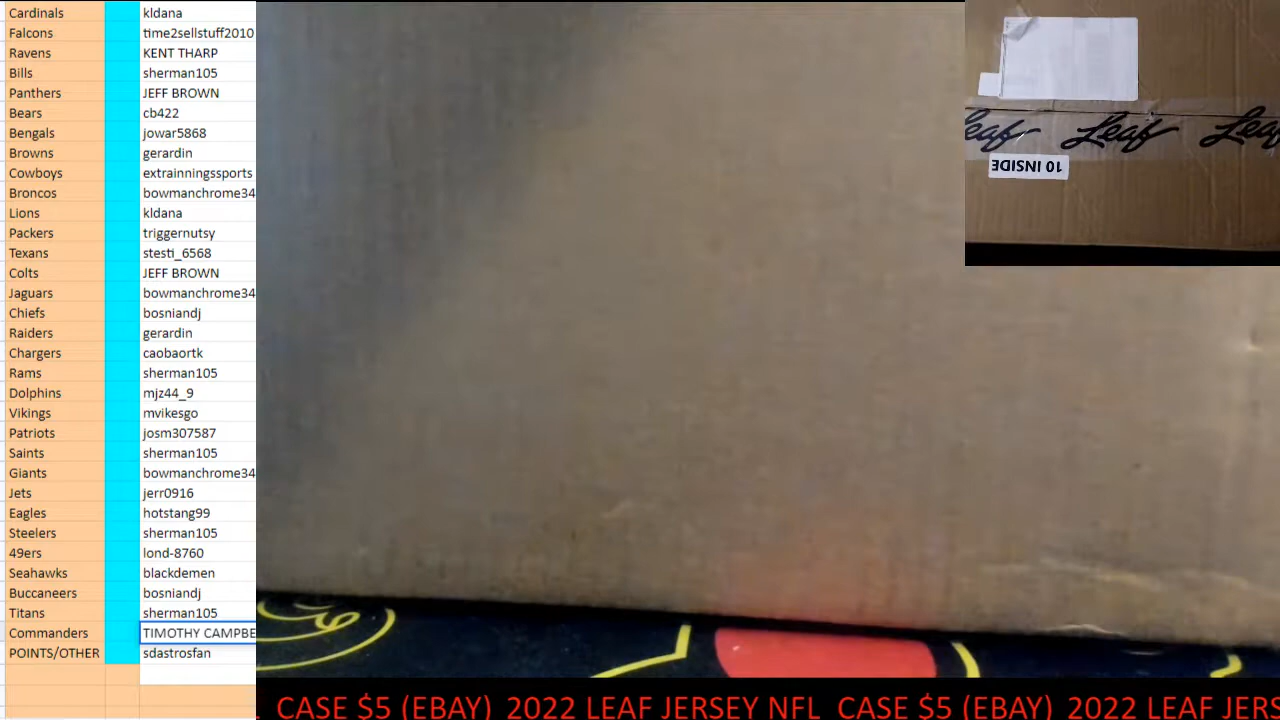 Cardinals kldana
Falcons time2sellstuff2010
Ravens KENT THARP
Bills sherman105
Panthers JEFF BROWN
Bears cb422
Bengals jowar5868
Browns gerardin
Cowboys extrainningssports
Broncos bowmanchrome34
Lions kldana
Packers triggernutsy
Texans stesti_6568
Colts JEFF BROWN
Jaguars bowmanchrome34
Chiefs bosniandj
Raiders gerardin
Chargers caobaortk
Rams sherman105
Dolphins mjz44_9
Vikings mvikesgo
Patriots josm307587
Saints sherman105
Giants bowmanchrome34
Jets jerr0916
Eagles hotstang99
Steelers sherman105
49ers lond-8760
Seahawks blackdemen
Buccaneers bosniandj
Titans sherman105
Commanders TIMOTHY CAMPBE
POINTS/OTHER sdastrosfan
eaf Leaf Lea
10 INSIDE
CASE $5 (EBAY) 2022 LEAF JERSEY NFL CASE $5 (EBAY) 2022 LEAF JERS